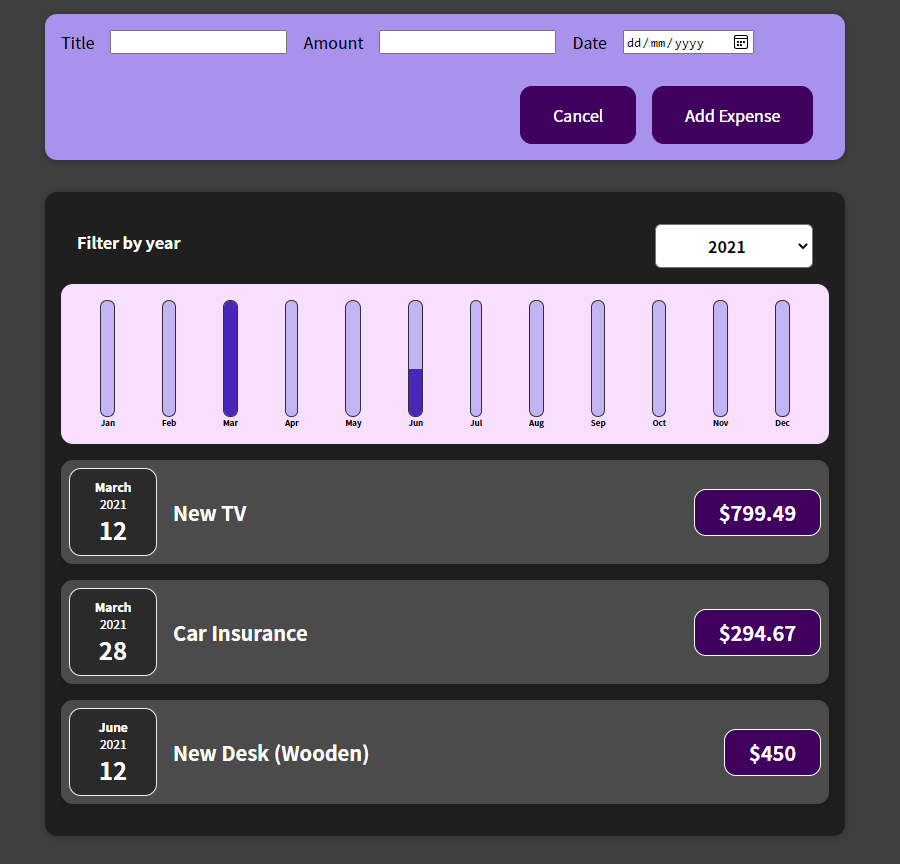 Title Amount Date dd/mm/yyyy
Cancel Add Expense
Filter by year 2021
Jan Feb Mar Apr May Jun Jul Aug Sep Oct Nov Dec
March
2021
12
New TV
$799.49
March
2021
28
Car Insurance
$294.67
June
2021
12
New Desk (Wooden)
$450